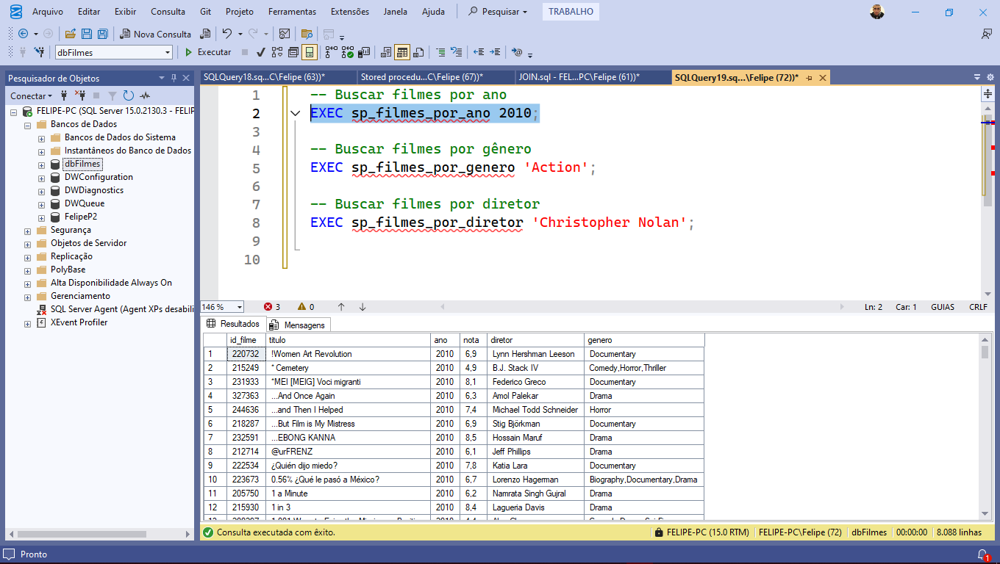 Arquivo Editar Exibir Consulta Git Projeto Ferramentas Extensões Janela Ajuda Pesquisar TRABALHO
Nova Consulta
dbFilmes Executar
Pesquisador de Objetos
Conectar
FELIPE-PC (SQL Server 15.0.2130.3 - FELIP
Bancos de Dados
Bancos de Dados do Sistema
Instantâneos do Banco de Dados
dbFilmes
DWConfiguration
DWDiagnostics
DWQueue
FelipeP2
Segurança
Objetos de Servidor
Replicação
PolyBase
Alta Disponibilidade Always On
Gerenciamento
SQL Server Agent (Agent XPs desabili
XEvent Profiler
SQLQuery18.sq...C\Felipe (63))* Stored procedu...C\Felipe (67))* JOIN.sql - FEL...PC\Felipe (61))* SQLQuery19.sq...\Felipe (72))*
1 -- Buscar filmes por ano
2 EXEC sp_filmes_por_ano 2010;
3
4 -- Buscar filmes por gênero
5 EXEC sp_filmes_por_genero 'Action';
6
7 -- Buscar filmes por diretor
8 EXEC sp_filmes_por_diretor 'Christopher Nolan';
9
10
146 % 3 0 Ln: 2 Car: 1 GUIAS CRLF
Resultados Mensagens
id_filme titulo ano nota diretor genero
1 220732 !Women Art Revolution 2010 6,9 Lynn Hershman Leeson Documentary
2 215249 * Cemetery 2010 4,9 B.J. Stack IV Comedy,Horror,Thriller
3 231933 *MEI [MEIG] Voci migranti 2010 8,1 Federico Greco Documentary
4 327363 ...And Once Again 2010 6,3 Amol Palekar Drama
5 244636 ...and Then I Helped 2010 7,4 Michael Todd Schneider Horror
6 218287 ...But Film is My Mistress 2010 6,9 Stig Björkman Documentary
7 232591 ...EBONG KANNA 2010 8,5 Hossain Maruf Drama
8 212714 @urFRENZ 2010 6,1 Jeff Phillips Drama
9 222534 ¿Quién dijo miedo? 2010 7,8 Katia Lara Documentary
10 223673 0.56% ¿Qué le pasó a México? 2010 6,7 Lorenzo Hagerman Biography,Documentary,Drama
11 205750 1 a Minute 2010 6,2 Namrata Singh Gujral Drama
12 215930 1 in 3 2010 8,4 Lagueria Davis Drama
Consulta executada com êxito. FELIPE-PC (15.0 RTM) FELIPE-PC\Felipe (72) dbFilmes 00:00:00 8.088 linhas
Pronto 1